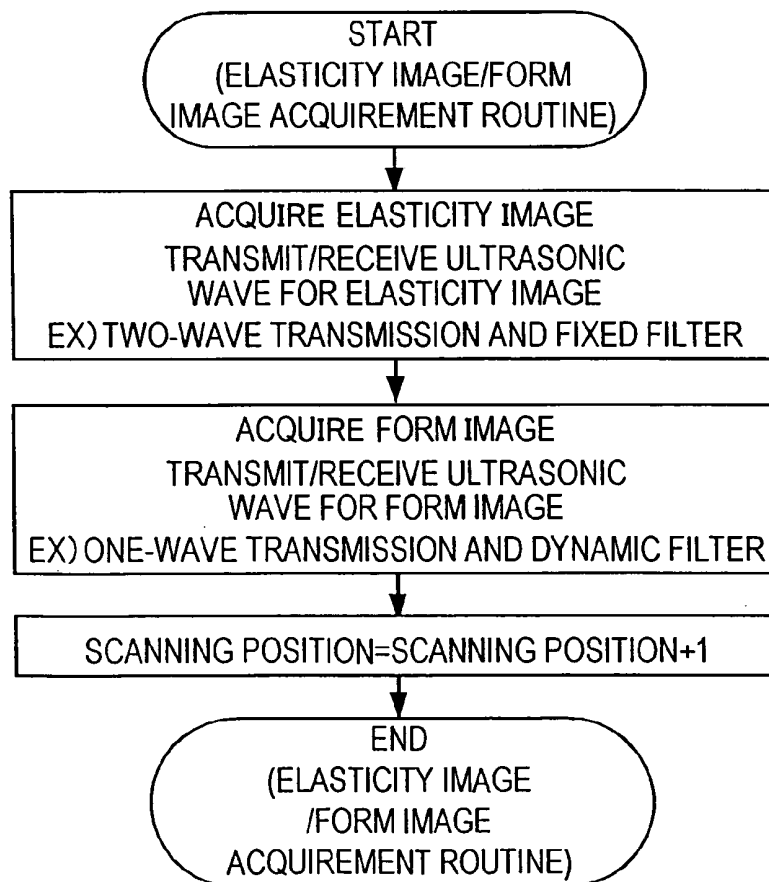 START
(ELASTICITY IMAGE/FORM
IMAGE ACQUIREMENT ROUTINE)
ACQUIRE ELASTICITY IMAGE
TRANSMIT/RECEIVE ULTRASONIC
WAVE FOR ELASTICITY IMAGE
EX) TWO-WAVE TRANSMISSION AND FIXED FILTER
ACQUIRE FORM IMAGE
TRANSMIT/RECEIVE ULTRASONIC
WAVE FOR FORM IMAGE
EX) ONE-WAVE TRANSMISSION AND DYNAMIC FILTER
SCANNING POSITION=SCANNING POSITION+1
END
(ELASTICITY IMAGE
/FORM IMAGE
ACQUIREMENT ROUTINE)